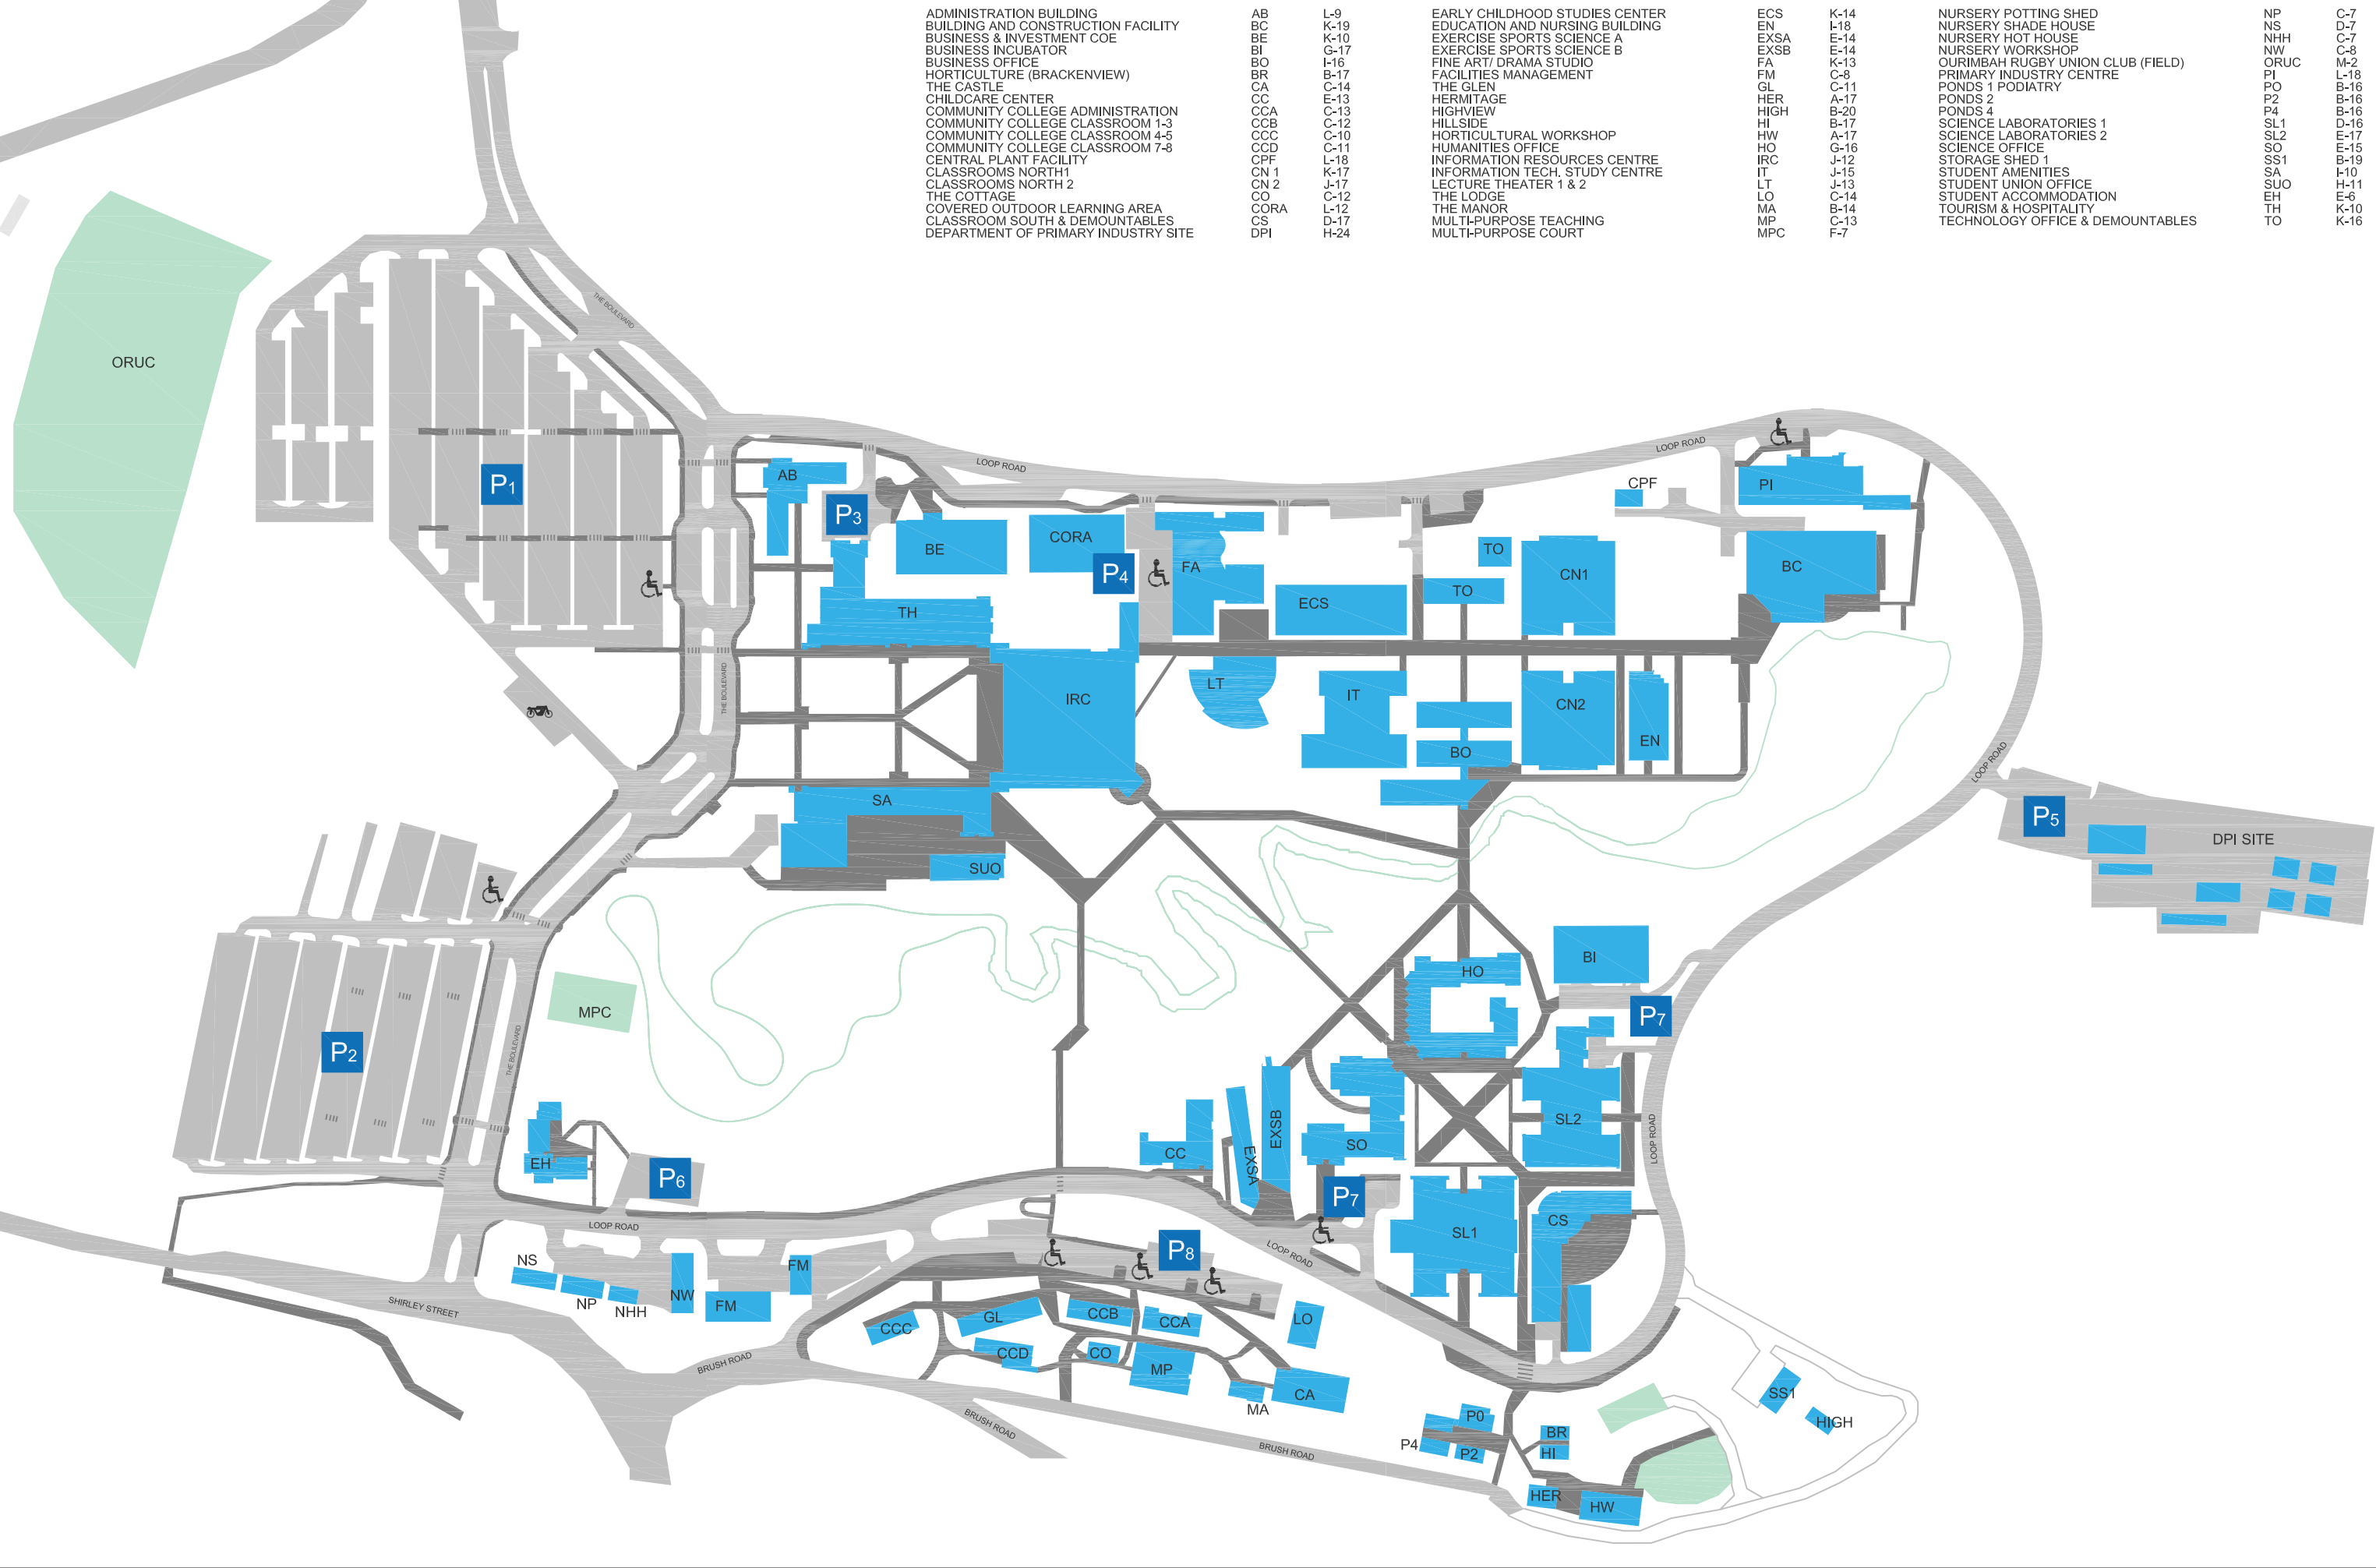 ADMINISTRATION BUILDING AB L-9 EARLY CHILDHOOD STUDIES CENTER ECS K-14 NURSERY POTTING SHED NP C-7
BUILDING AND CONSTRUCTION FACILITY BC K-19 EDUCATION AND NURSING BUILDING EN I-18 NURSERY SHADE HOUSE NS D-7
BUSINESS & INVESTMENT COE BE K-10 EXERCISE SPORTS SCIENCE A EXSA E-14 NURSERY HOT HOUSE NHH C-7
BUSINESS INCUBATOR BI G-17 EXERCISE SPORTS SCIENCE B EXSB E-14 NURSERY WORKSHOP NW C-8
BUSINESS OFFICE BO I-16 FINE ART/ DRAMA STUDIO FA K-13 OURIMBAH RUGBY UNION CLUB (FIELD) ORUC M-2
HORTICULTURE (BRACKENVIEW) BR B-17 FACILITIES MANAGEMENT FM C-8 PRIMARY INDUSTRY CENTRE PI L-18
THE CASTLE CA C-14 THE GLEN GL C-11 PONDS 1 PODIATRY PO B-16
CHILDCARE CENTER CC E-13 HERMITAGE HER A-17 PONDS 2 P2 B-16
COMMUNITY COLLEGE ADMINISTRATION CCA C-13 HIGHVIEW HIGH B-20 PONDS 4 P4 B-16
COMMUNITY COLLEGE CLASSROOM 1-3 CCB C-12 HILLSIDE HI B-17 SCIENCE LABORATORIES 1 SL1 D-16
COMMUNITY COLLEGE CLASSROOM 4-5 CCC C-10 HORTICULTURAL WORKSHOP HW A-17 SCIENCE LABORATORIES 2 SL2 E-17
COMMUNITY COLLEGE CLASSROOM 7-8 CCD C-11 HUMANITIES OFFICE HO G-16 SCIENCE OFFICE SO E-15
CENTRAL PLANT FACILITY CPF L-18 INFORMATION RESOURCES CENTRE IRC J-12 STORAGE SHED 1 SS1 B-19
CLASSROOMS NORTH1 CN 1 K-17 INFORMATION TECH. STUDY CENTRE IT J-15 STUDENT AMENITIES SA I-10
CLASSROOMS NORTH 2 CN 2 J-17 LECTURE THEATER 1 & 2 LT J-13 STUDENT UNION OFFICE SUO H-11
THE COTTAGE CO C-12 THE LODGE LO C-14 STUDENT ACCOMMODATION EH E-6
COVERED OUTDOOR LEARNING AREA CORA L-12 THE MANOR MA B-14 TOURISM & HOSPITALITY TH K-10
CLASSROOM SOUTH & DEMOUNTABLES CS D-17 MULTI-PURPOSE TEACHING MP C-13 TECHNOLOGY OFFICE & DEMOUNTABLES TO K-16
DEPARTMENT OF PRIMARY INDUSTRY SITE DPI H-24 MULTI-PURPOSE COURT MPC F-7
THE BOULEVARD
ORUC
LOOP ROAD
LOOP ROAD
AB
P1
P3
CPF
PI
BE
CORA
P4
FA
TO
CN1
BC
TH
ECS
TO
THE BOULEVARD
IRC
LT
IT
CN2
BO
EN
LOOP ROAD
SA
P5
DPI SITE
SUO
HO
BI
MPC
P7
P2
THE BOULEVARD
EXSB
SL2
LOOP ROAD
CC
EXSA
SO
EH
P6
P7
LOOP ROAD
CS
SL1
P8
LOOP ROAD
NS
FM
NP
NHH
NW
FM
SHIRLEY STREET
CCC
GL
CCB
CCA
LO
CCD
CO
MP
BRUSH ROAD
MA
CA
SS1
HIGH
BRUSH ROAD
P0
P4
P2
BR
HI
BRUSH ROAD
HER
HW